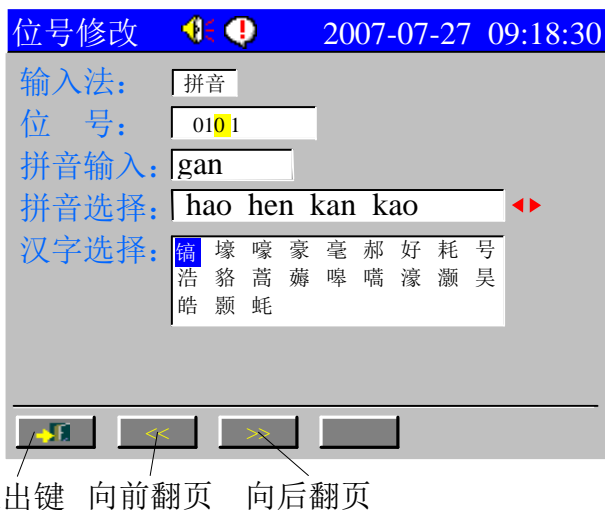 位号修改 2007-07-27 09:18:30
输入法: 拼音
位 号: 0101
拼音输入: gan
拼音选择: hao hen kan kao
汉字选择: 镐 壕 嚎 豪 毫 郝 好 耗 号
浩 貉 蒿 薅 嗥 嚆 濠 灏 昊
皓 颢 蚝
<< >>
出键 向前翻页 向后翻页